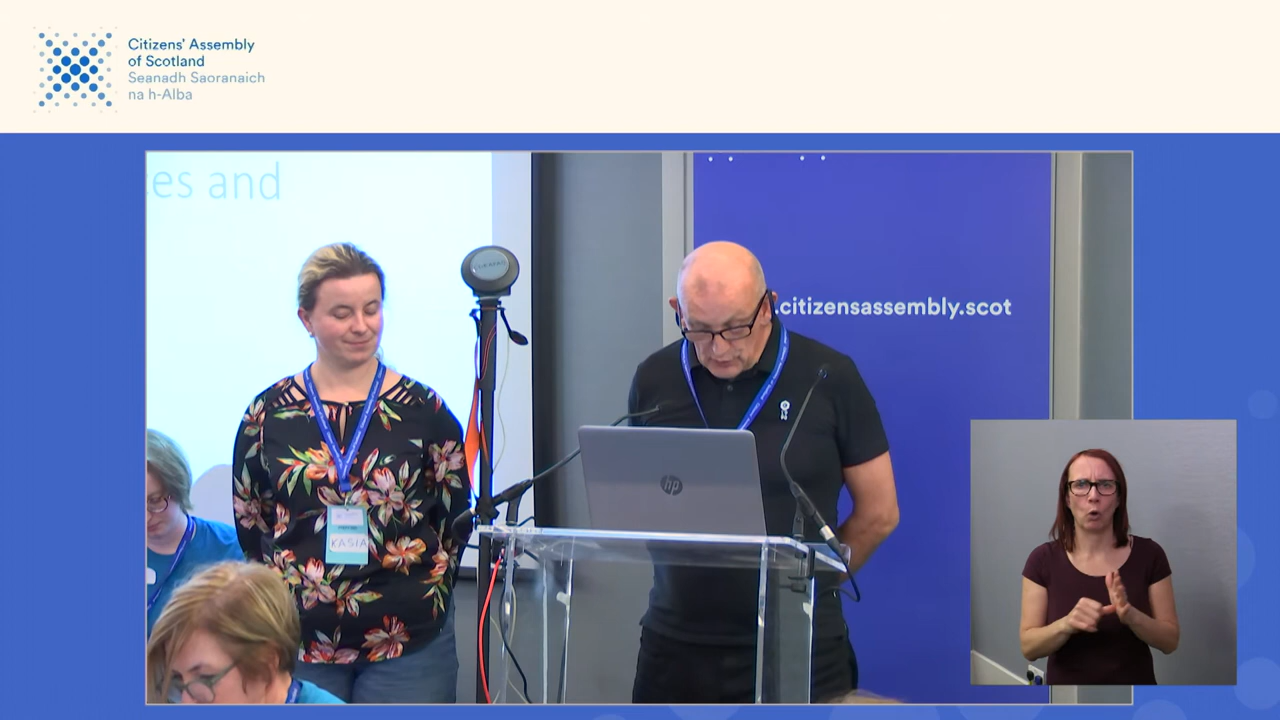 Citizens' Assembly
of Scotland
Seanadh Saoranaich
na h-Alba
es and
.citizensassembly.scot
hp
KASIA